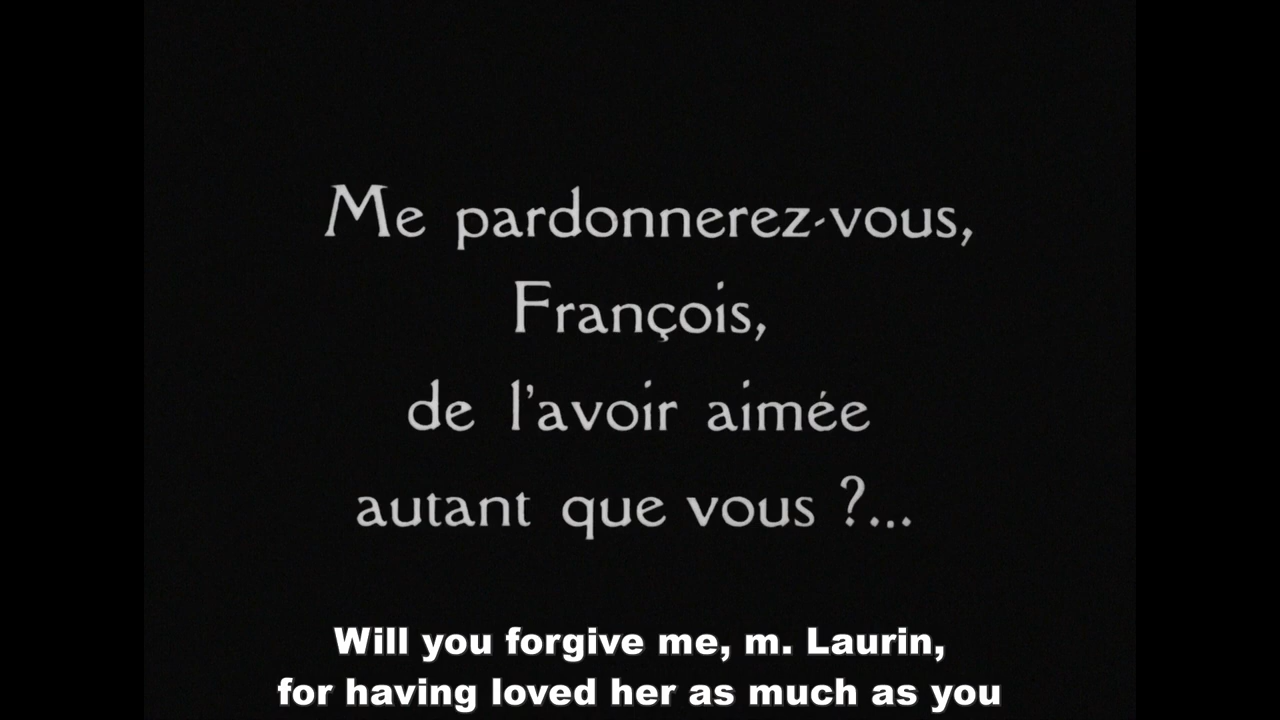 Me pardonnerez-vous,
François,
de l'avoir aimée
autant que vous ?...
Will you forgive me, m. Laurin,
for having loved her as much as you